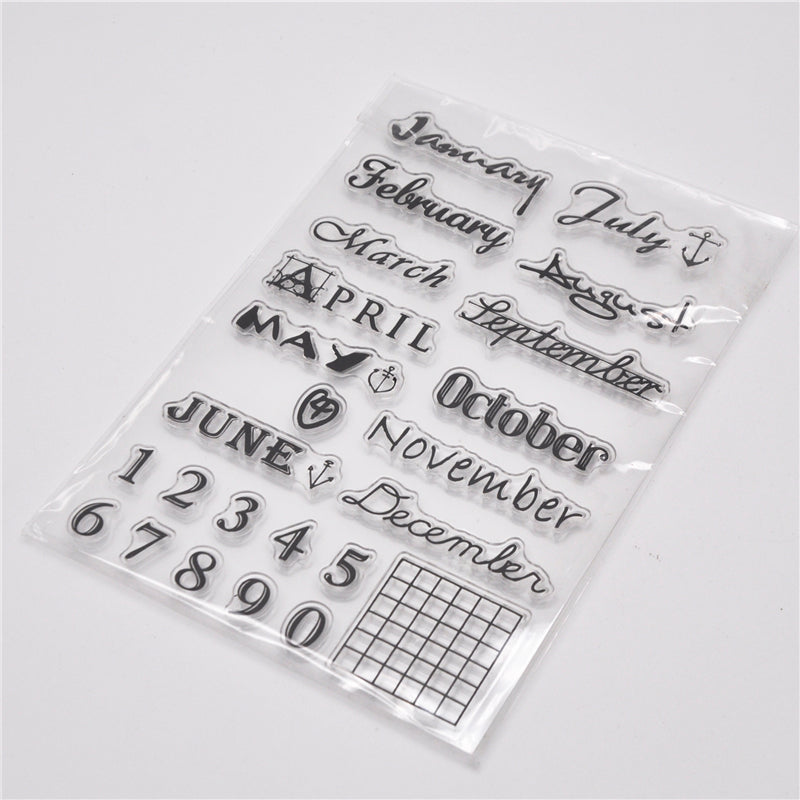 January
February
March
APRIL
MAY
JUNE
July
August
September
October
November
December
1 2 3 4 5
6 7 8 9 0